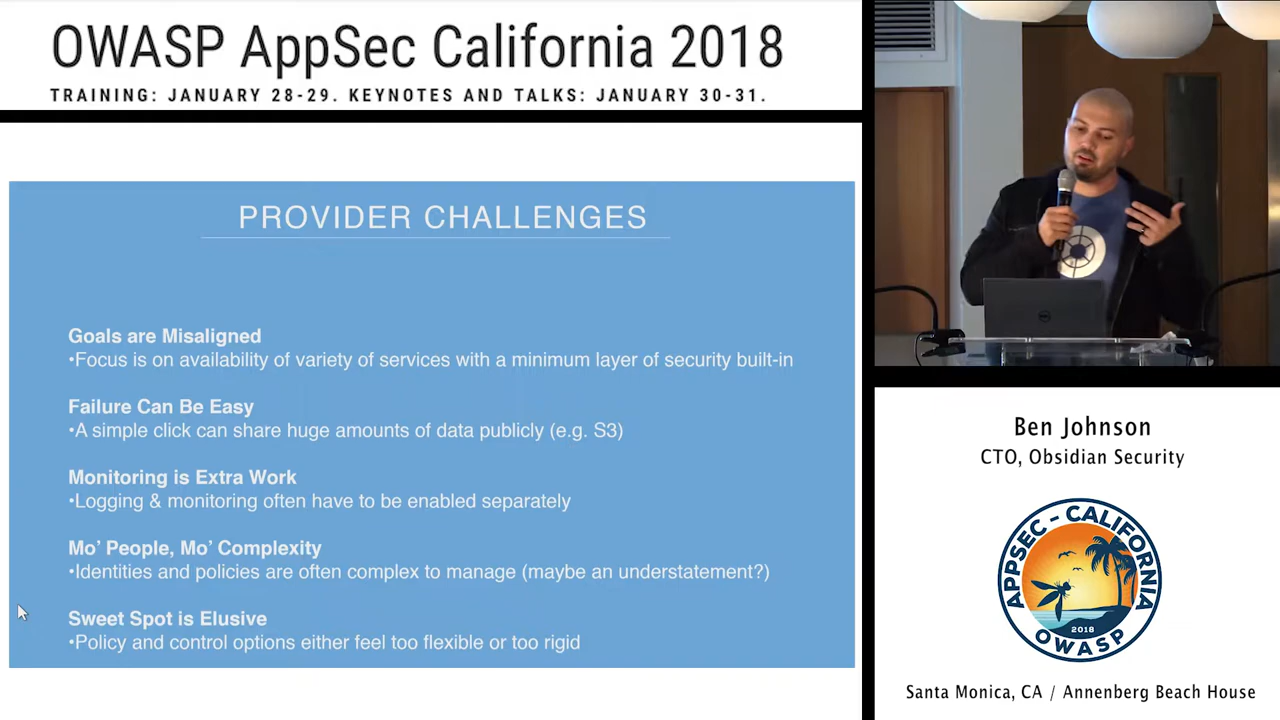 OWASP AppSec California 2018
TRAINING: JANUARY 28-29. KEYNOTES AND TALKS: JANUARY 30-31.
PROVIDER CHALLENGES
Goals are Misaligned
•Focus is on availability of variety of services with a minimum layer of security built-in
Failure Can Be Easy
•A simple click can share huge amounts of data publicly (e.g. S3)
Monitoring is Extra Work
•Logging & monitoring often have to be enabled separately
Mo' People, Mo' Complexity
•Identities and policies are often complex to manage (maybe an understatement?)
Sweet Spot is Elusive
•Policy and control options either feel too flexible or too rigid
DELL
Ben Johnson
CTO, Obsidian Security
APPSEC - CALIFORNIA
2018
OWASP
Santa Monica, CA / Annenberg Beach House